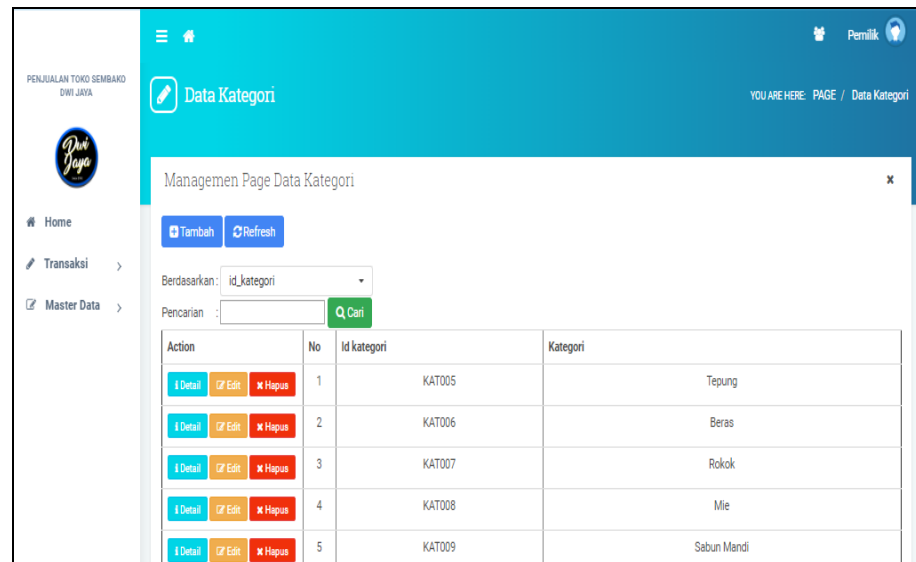 Pemilik
PENJUALAN TOKO SEMBAKO
DWI JAYA
Data Kategori
YOU ARE HERE: PAGE / Data Kategori
Dwi
Jaya
Managemen Page Data Kategori
Home
Transaksi
Master Data
Tambah Refresh
Berdasarkan : id_kategori
Pencarian : Cari
Action No Id kategori Kategori
Detail Edit Hapus 1 KAT005 Tepung
Detail Edit Hapus 2 KAT006 Beras
Detail Edit Hapus 3 KAT007 Rokok
Detail Edit Hapus 4 KAT008 Mie
Detail Edit Hapus 5 KAT009 Sabun Mandi